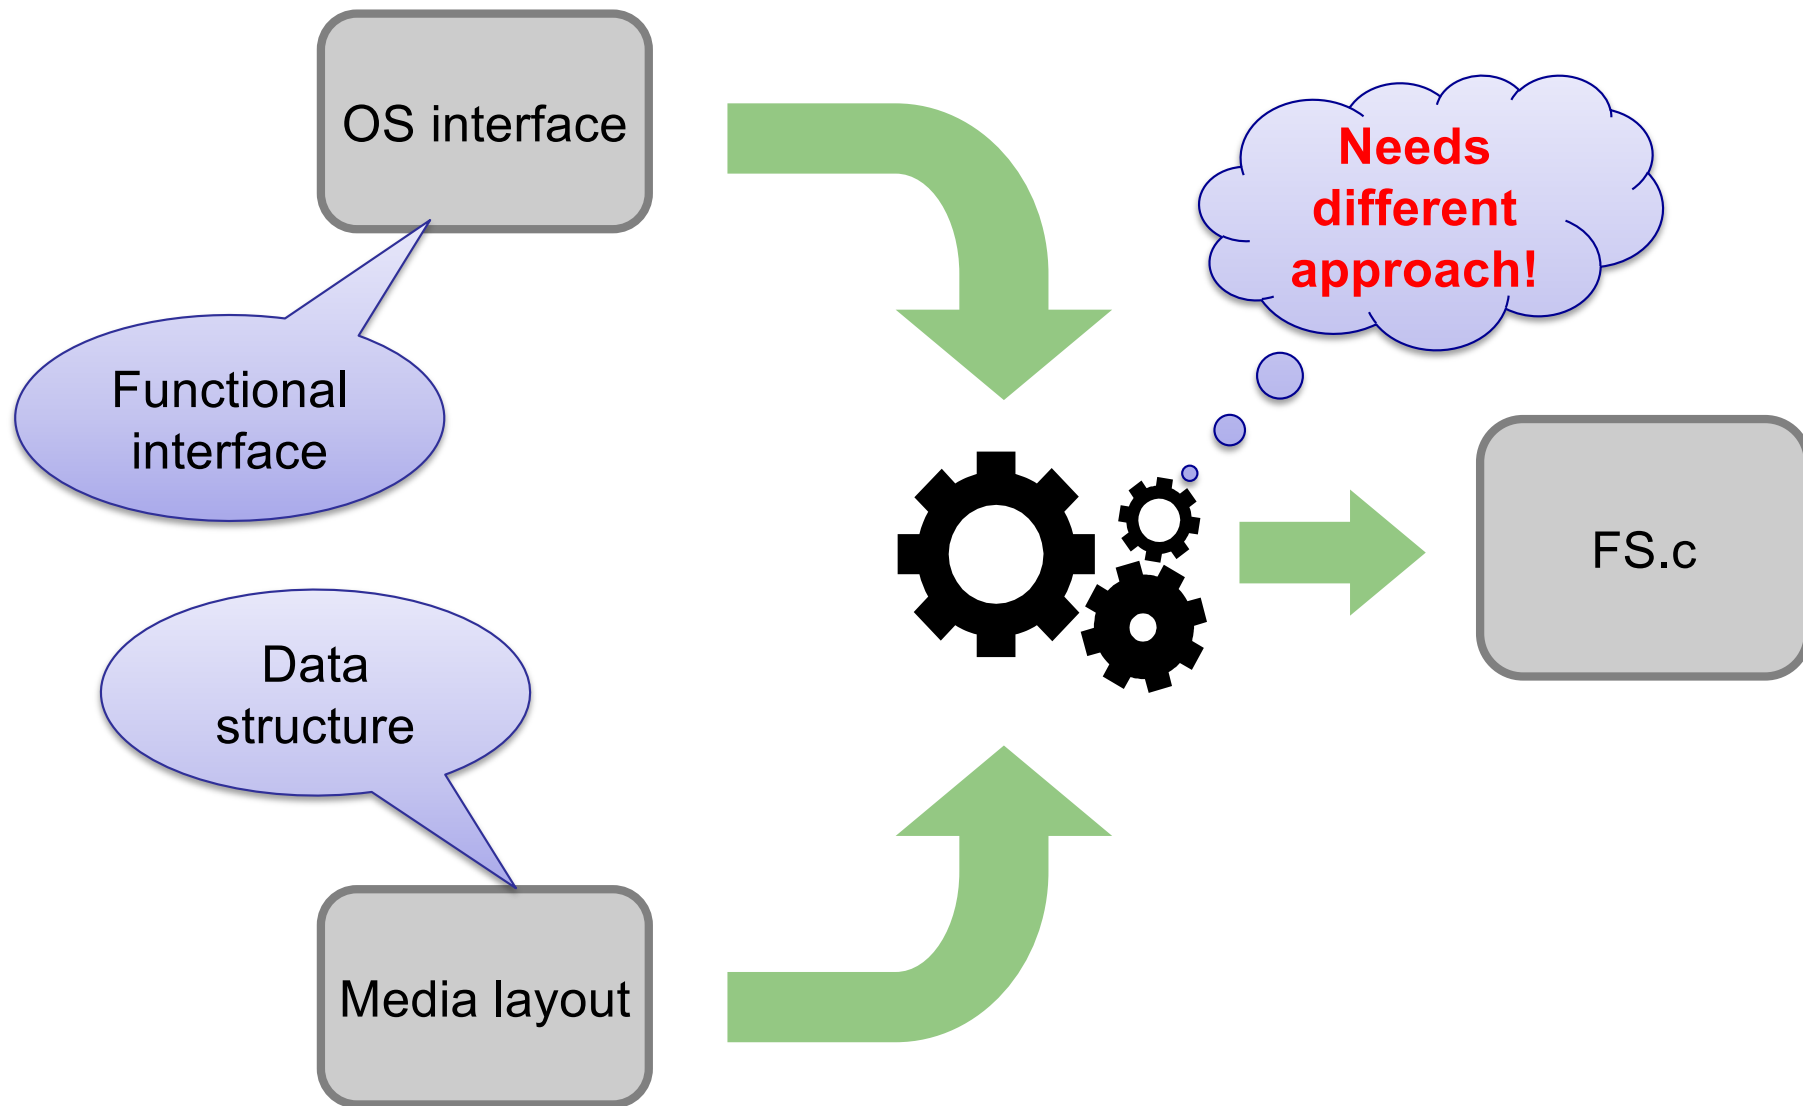 OS interface
Needs
different
approach!
Functional
interface
FS.c
Data
structure
Media layout